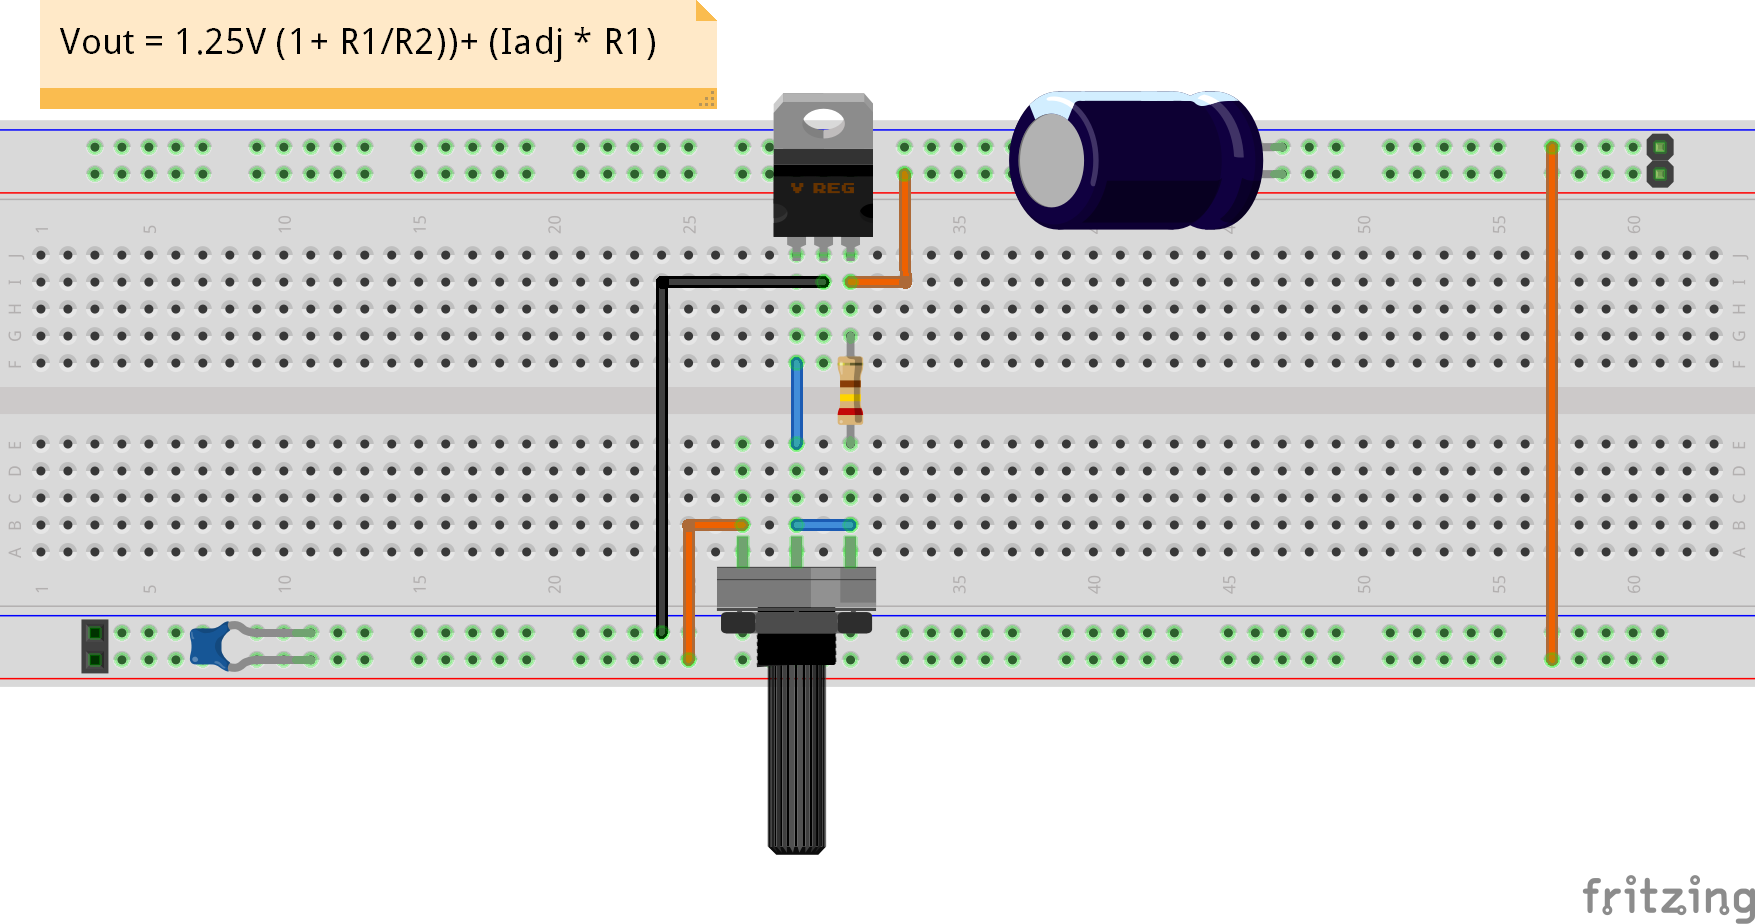 Vout = 1.25V (1+ R1/R2))+ (Iadj * R1)
V REG
1 5 10 15 20 25 35 50 55 60
J J
I I
H H
G G
F F
E E
D D
C C
B B
A A
1 5 10 15 20 35 40 45 50 55 60
fritzing